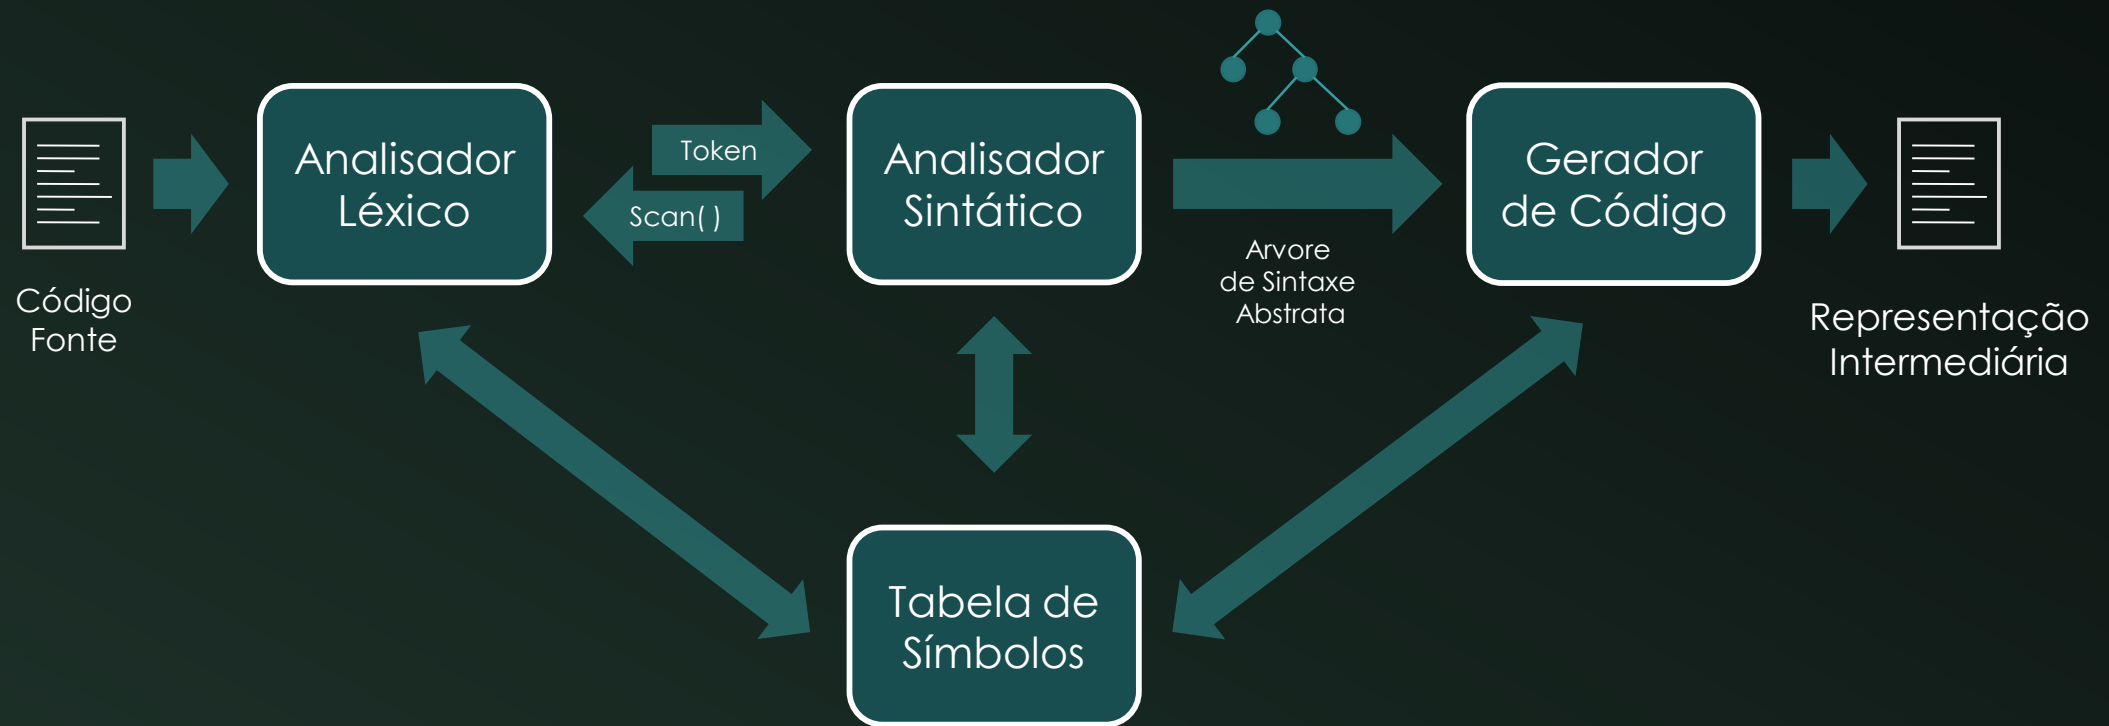 Código
Fonte
Analisador
Léxico
Token
Scan( )
Analisador
Sintático
Arvore
de Sintaxe
Abstrata
Gerador
de Código
Representação
Intermediária
Tabela de
Símbolos